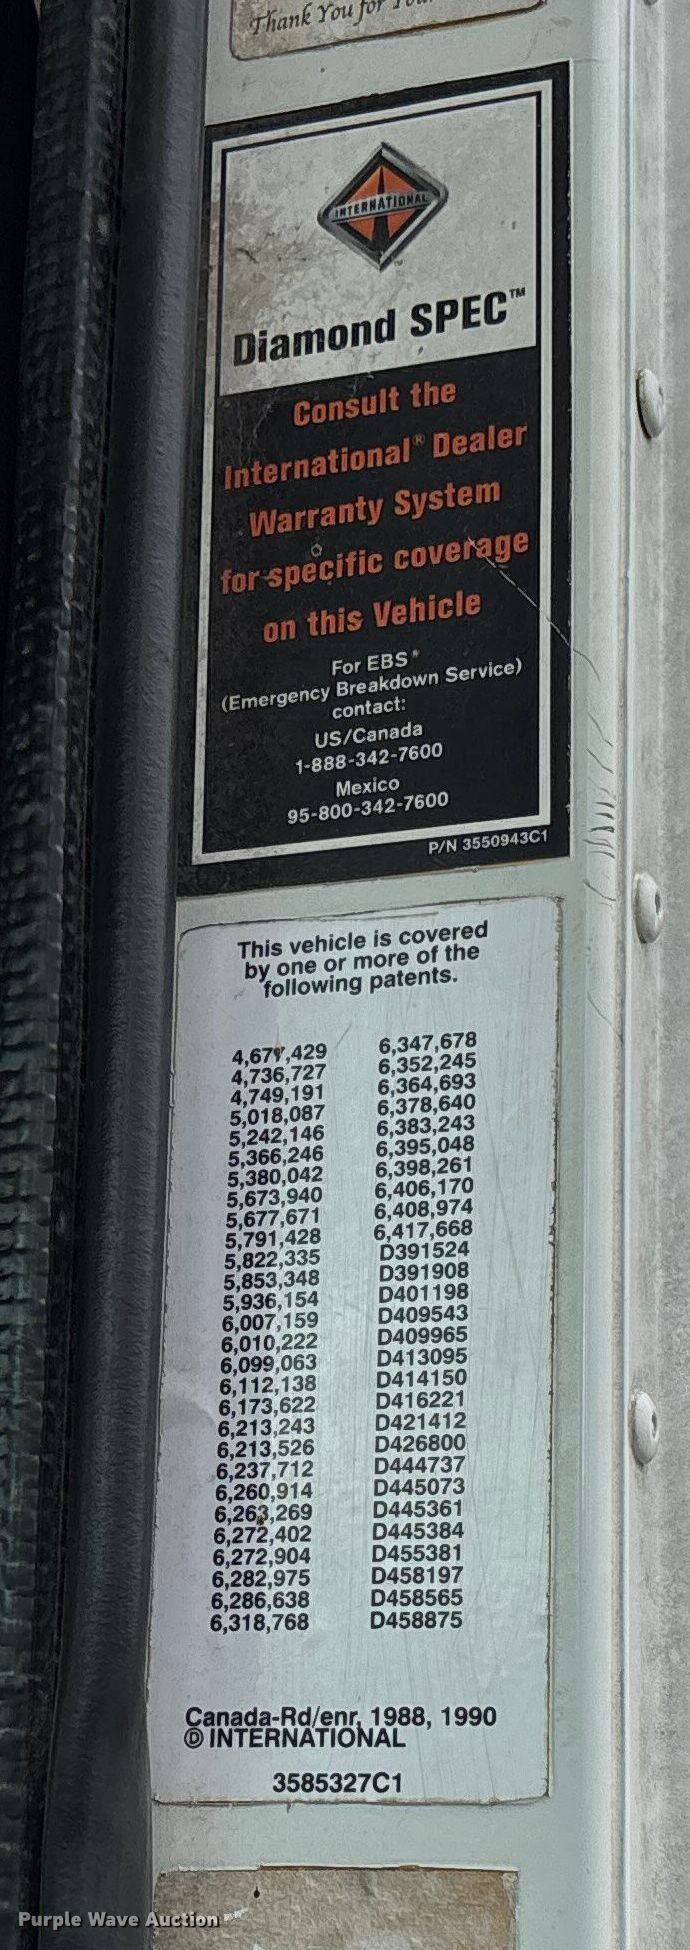 Thank You for
INTERNATIONAL
Diamond SPEC™
Consult the
International® Dealer
Warranty System
for specific coverage
on this Vehicle
For EBS*
(Emergency Breakdown Service)
contact:
US/Canada
1-888-342-7600
Mexico
95-800-342-7600
P/N 3550943C1
This vehicle is covered
by one or more of the
following patents.
4,677,429
4,736,727
4,749,191
5,018,087
5,242,146
5,366,246
5,380,042
5,673,940
5,677,671
5,791,428
5,822,335
5,853,348
5,936,154
6,007,159
6,010,222
6,099,063
6,112,138
6,173,622
6,213,243
6,213,526
6,237,712
6,260,914
6,263,269
6,272,402
6,272,904
6,282,975
6,286,638
6,318,768
6,347,678
6,352,245
6,364,693
6,378,640
6,383,243
6,395,048
6,398,261
6,406,170
6,408,974
6,417,668
D391524
D391908
D401198
D409543
D409965
D413095
D414150
D416221
D421412
D426800
D444737
D445073
D445361
D445384
D455381
D458197
D458565
D458875
Canada-Rd/enr, 1988, 1990
Ⓓ INTERNATIONAL
3585327C1
Purple Wave Auction